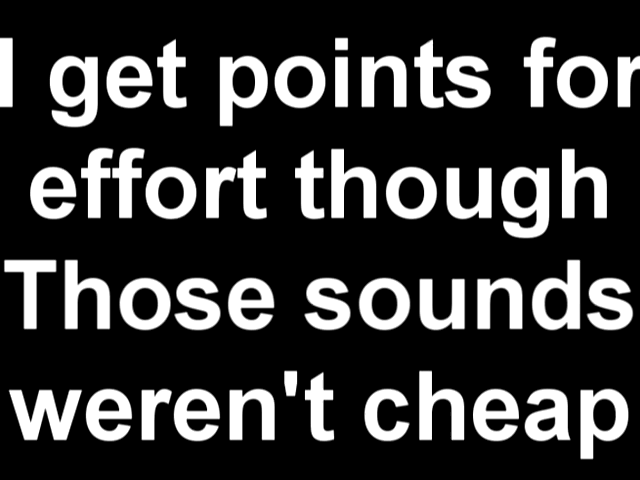 I get points for
effort though
Those sounds
weren't cheap